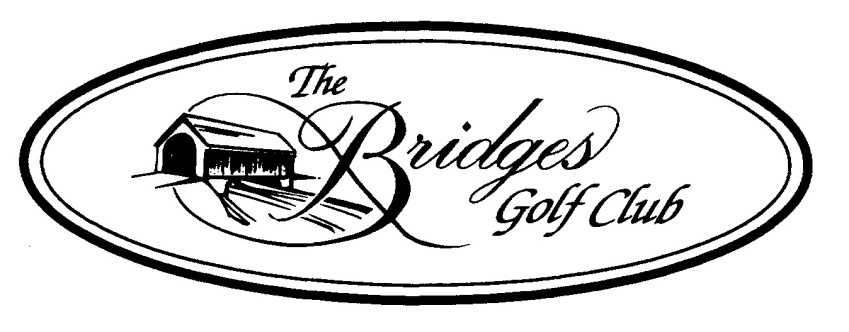 The
Bridges
Golf Club